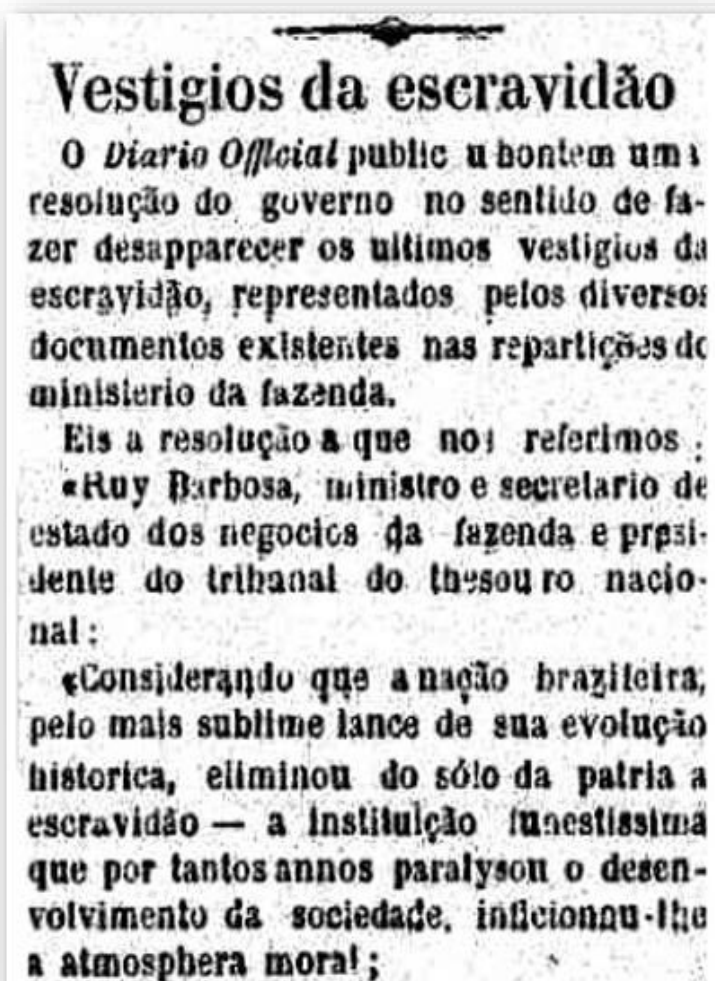 Vestigios da escravidão
O Diario Official public u hontem uma
resolução do governo no sentido de fa-
zer desapparecer os ultimos vestigios da
escravidão, representados pelos diversos
documentos existentes nas repartições do
ministerio da fazenda.
Eis a resolução a que nos referimos:
«Ruy Barbosa, ministro e secretario de
estado dos negocios da fazenda e presi-
dente do tribanal do thesouro nacio-
nal:
«Considerando que a nação brazileira,
pelo mais sublime lance de sua evolução
historica, eliminou do sólo da patria a
escravidão — a instituição funestissima
que por tantos annos paralysou o desen-
volvimento da sociedade, inficionou-lhe
a atmosphera moral;